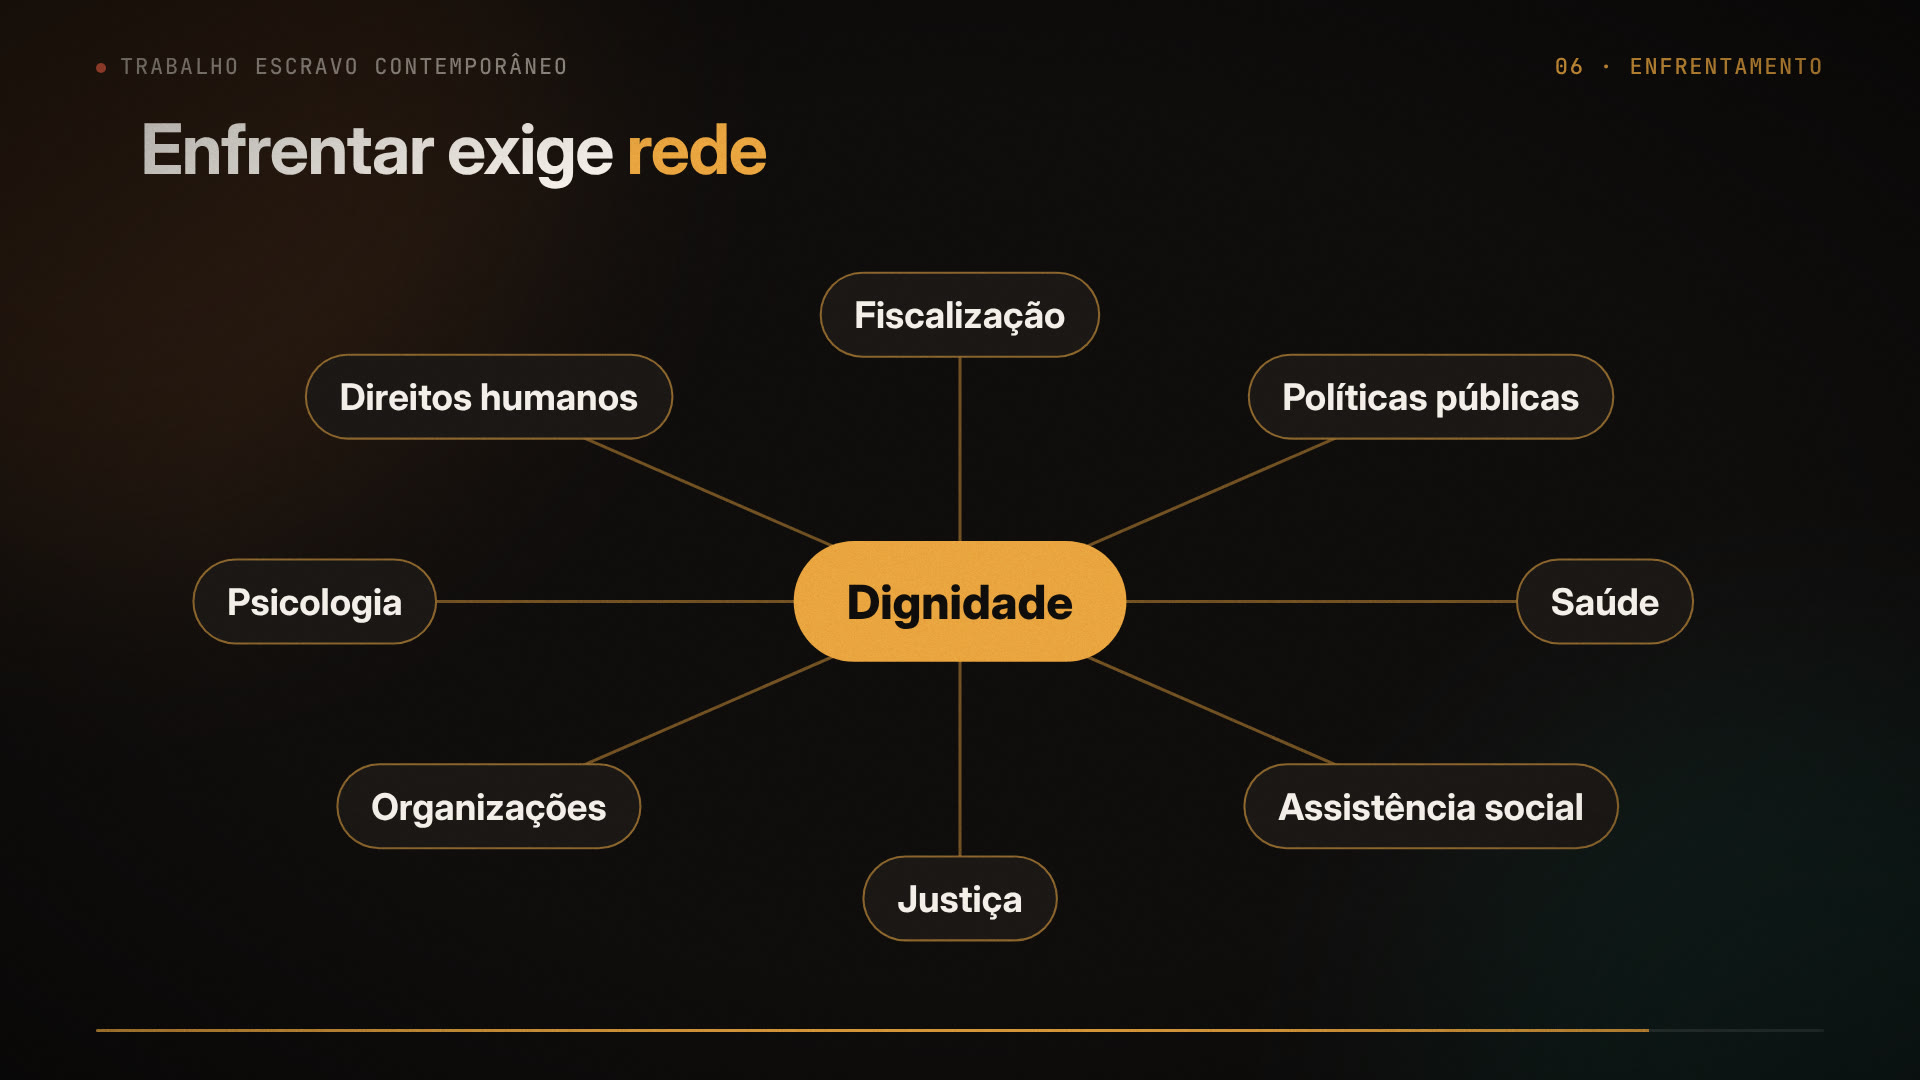 TRABALHO ESCRAVO CONTEMPORÂNEO
06 · ENFRENTAMENTO
Enfrentar exige rede
Fiscalização
Direitos humanos
Políticas públicas
Psicologia
Dignidade
Saúde
Organizações
Assistência social
Justiça